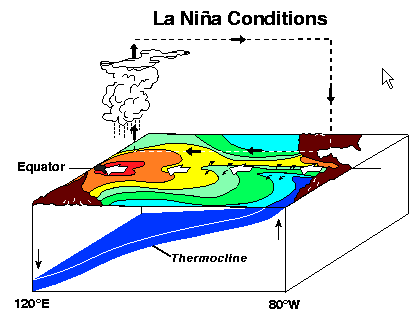 La Niña Conditions
Equator
Thermocline
120°E
80°W